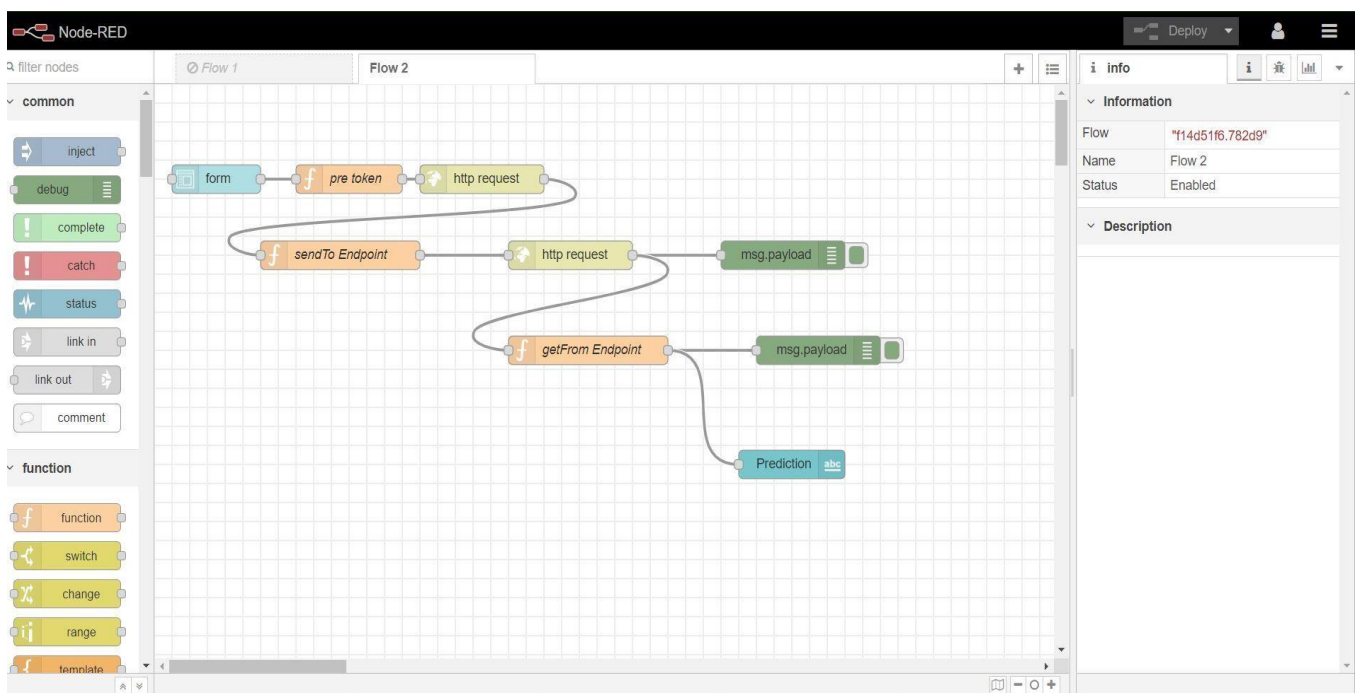 Node-RED
Deploy
filter nodes
Flow 1
Flow 2
i info
i
common
inject
debug
complete
catch
status
link in
link out
comment
function
function
switch
change
range
template
form
pre token
http request
sendTo Endpoint
http request
msg.payload
getFrom Endpoint
msg.payload
Prediction
abc
Information
Flow "f14d51f6.782d9"
Name Flow 2
Status Enabled
Description